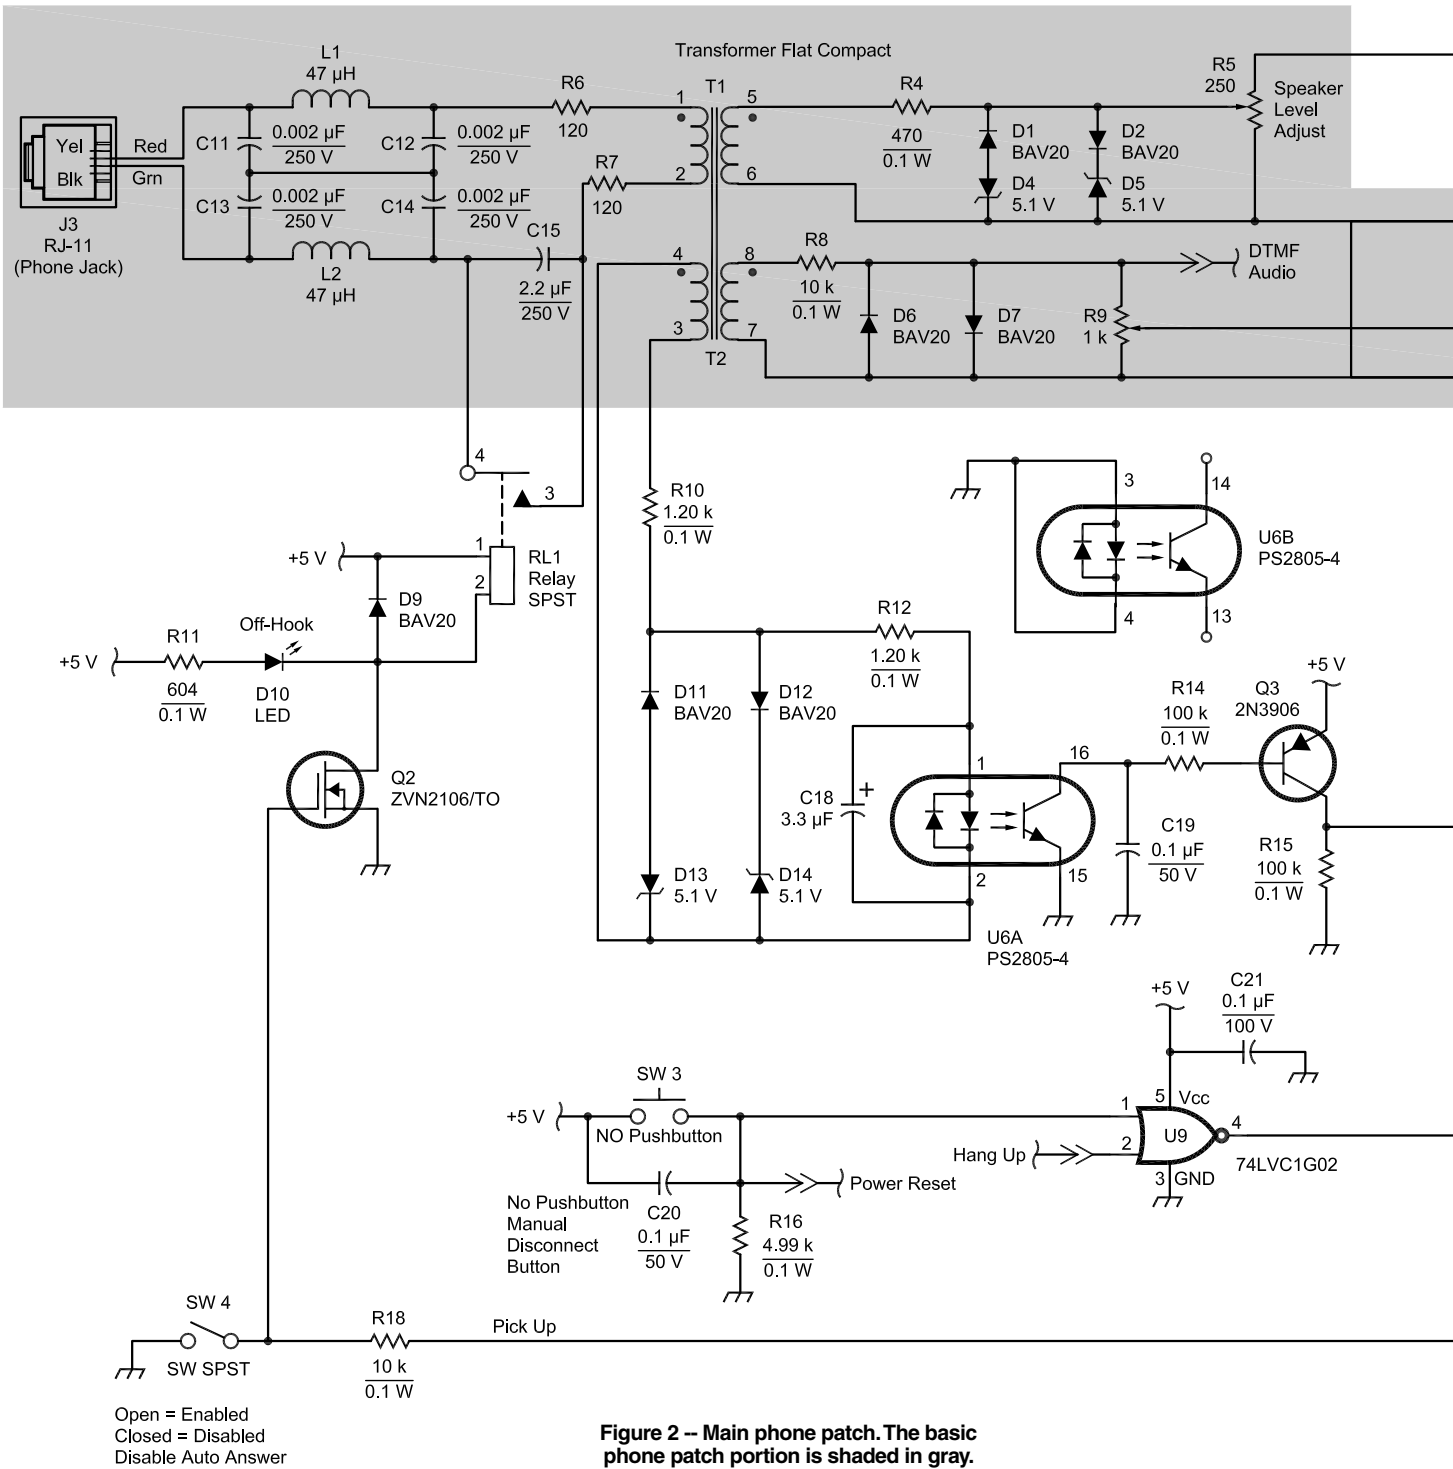 Transformer Flat Compact
L1
47 µH
R6
120
T1
R4
470
0.1 W
R5
250
Speaker
Level
Adjust
Yel
Blk
Red
Grn
J3
RJ-11
(Phone Jack)
C11
0.002 µF
250 V
C12
0.002 µF
250 V
C13
0.002 µF
250 V
C14
0.002 µF
250 V
L2
47 µH
R7
120
C15
2.2 µF
250 V
1
2
4
3
5
6
8
7
T2
D1
BAV20
D2
BAV20
D4
5.1 V
D5
5.1 V
R8
10 k
0.1 W
DTMF
Audio
D6
BAV20
D7
BAV20
R9
1 k
4
3
1
2
RL1
Relay
SPST
+5 V
D9
BAV20
Off-Hook
R11
+5 V
604
0.1 W
D10
LED
Q2
ZVN2106/TO
R10
1.20 k
0.1 W
R12
1.20 k
0.1 W
D11
BAV20
D12
BAV20
D13
5.1 V
D14
5.1 V
C18
3.3 µF
+
1
2
16
15
U6A
PS2805-4
3
4
14
13
U6B
PS2805-4
+5 V
R14
100 k
0.1 W
Q3
2N3906
C19
0.1 µF
50 V
R15
100 k
0.1 W
+5 V
C21
0.1 µF
100 V
SW 3
+5 V
NO Pushbutton
1
2
5
Vcc
U9
4
3
GND
74LVC1G02
Hang Up
Power Reset
No Pushbutton
Manual
Disconnect
Button
C20
0.1 µF
50 V
R16
4.99 k
0.1 W
SW 4
SW SPST
R18
10 k
0.1 W
Pick Up
Open = Enabled
Closed = Disabled
Disable Auto Answer
Figure 2 -- Main phone patch. The basic
phone patch portion is shaded in gray.